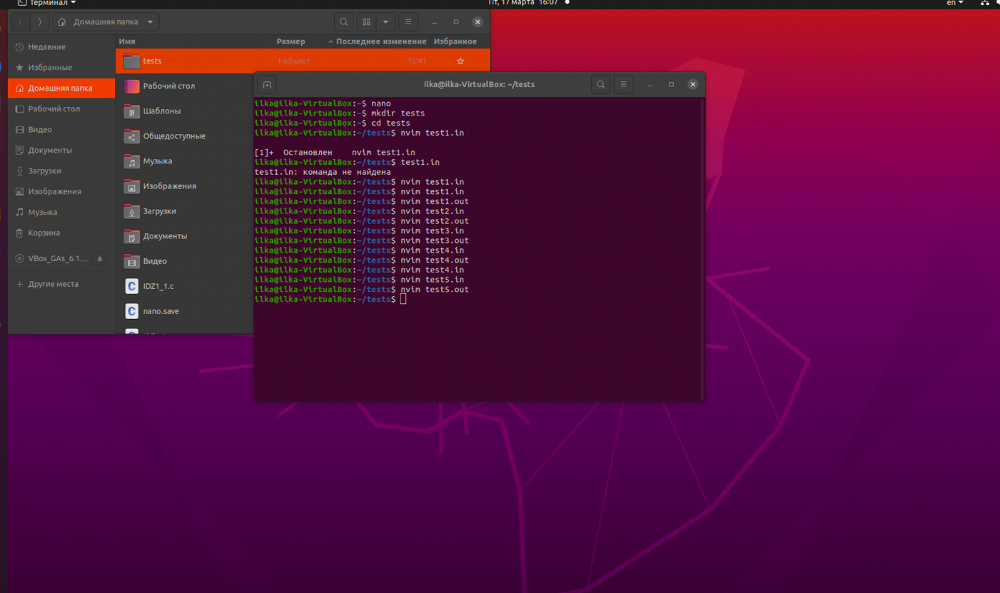 Терминал
Пт, 17 марта 16:07
en
Домашняя папка
Недавние
Избранные
Домашняя папка
Рабочий стол
Видео
Документы
Загрузки
Изображения
Музыка
Корзина
VBox_GAs_6.1…
Другие места
Имя Размер Последнее изменение Избранное
tests 1 объект 15:41
Рабочий стол
Шаблоны
Общедоступные
Музыка
Изображения
Загрузки
Документы
Видео
IDZ1_1.c
nano.save
ilka@ilka-VirtualBox: ~/tests
ilka@ilka-VirtualBox:~$ nano
ilka@ilka-VirtualBox:~$ mkdir tests
ilka@ilka-VirtualBox:~$ cd tests
ilka@ilka-VirtualBox:~/tests$ nvim test1.in
[1]+  Остановлен    nvim test1.in
ilka@ilka-VirtualBox:~/tests$ test1.in
test1.in: команда не найдена
ilka@ilka-VirtualBox:~/tests$ nvim test1.in
ilka@ilka-VirtualBox:~/tests$ nvim test1.in
ilka@ilka-VirtualBox:~/tests$ nvim test1.out
ilka@ilka-VirtualBox:~/tests$ nvim test2.in
ilka@ilka-VirtualBox:~/tests$ nvim test2.out
ilka@ilka-VirtualBox:~/tests$ nvim test3.in
ilka@ilka-VirtualBox:~/tests$ nvim test3.out
ilka@ilka-VirtualBox:~/tests$ nvim test4.in
ilka@ilka-VirtualBox:~/tests$ nvim test4.out
ilka@ilka-VirtualBox:~/tests$ nvim test4.in
ilka@ilka-VirtualBox:~/tests$ nvim test5.in
ilka@ilka-VirtualBox:~/tests$ nvim test5.out
ilka@ilka-VirtualBox:~/tests$